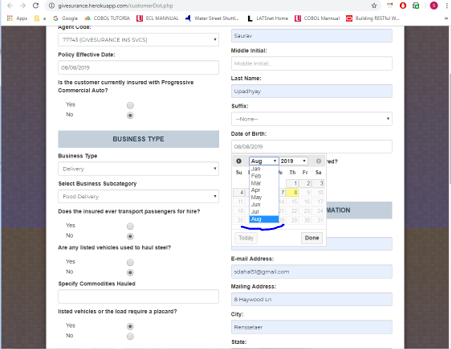 givesurance.herokuapp.com/customerDot.php
Apps
Google
COBOL TUTORIA
ECL MANNUAL
Animal Water Street Shuttl...
LATSnet Home
COBOL Mannual
Building RESTful W
Agent Code:
77743 (GIVESURANCE INS SVCS)
Policy Effective Date:
08/08/2019
Is the customer currently insured with Progressive
Commercial Auto?
Yes
No
BUSINESS TYPE
Business Type
Delivery
Select Business Subcategory
Food Delivery
Does the insured ever transport passengers for hire?
Yes
No
Are any listed vehicles used to haul steel?
Yes
No
Specify Commodities Hauled
listed vehicles or the load require a placard?
Yes
No
Saurav
Middle Initial:
Middle Initial
Last Name:
Upadhyay
Suffix:
--None--
Date of Birth:
08/08/2019
Aug 2019
Jan
Feb
Mar
Apr
May
Jun
Jul
Aug
Su
We Th Fr Sa
1 2 3
4 7 8 9 10
Today
Done
red?
MATION
E-mail Address:
sdahal51@gmail.com
Mailing Address:
8 Haywood Ln
City:
Rensselaer
State: